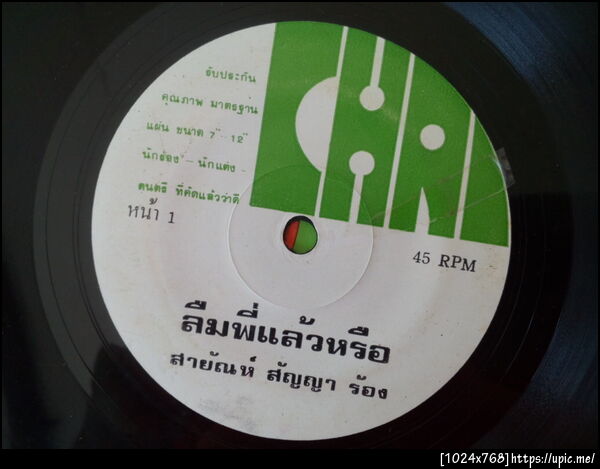 CHAI
รับประกัน
คุณภาพ มาตรฐาน
แผ่น ขนาด 7" - 12"
นักร้อง - นักแต่ง -
ดนตรี ที่คัดแล้วว่าดี
หน้า 1
45 RPM
ลืมพี่แล้วหรือ
สายัณห์ สัญญา ร้อง
[1024x768]https://upic.me/